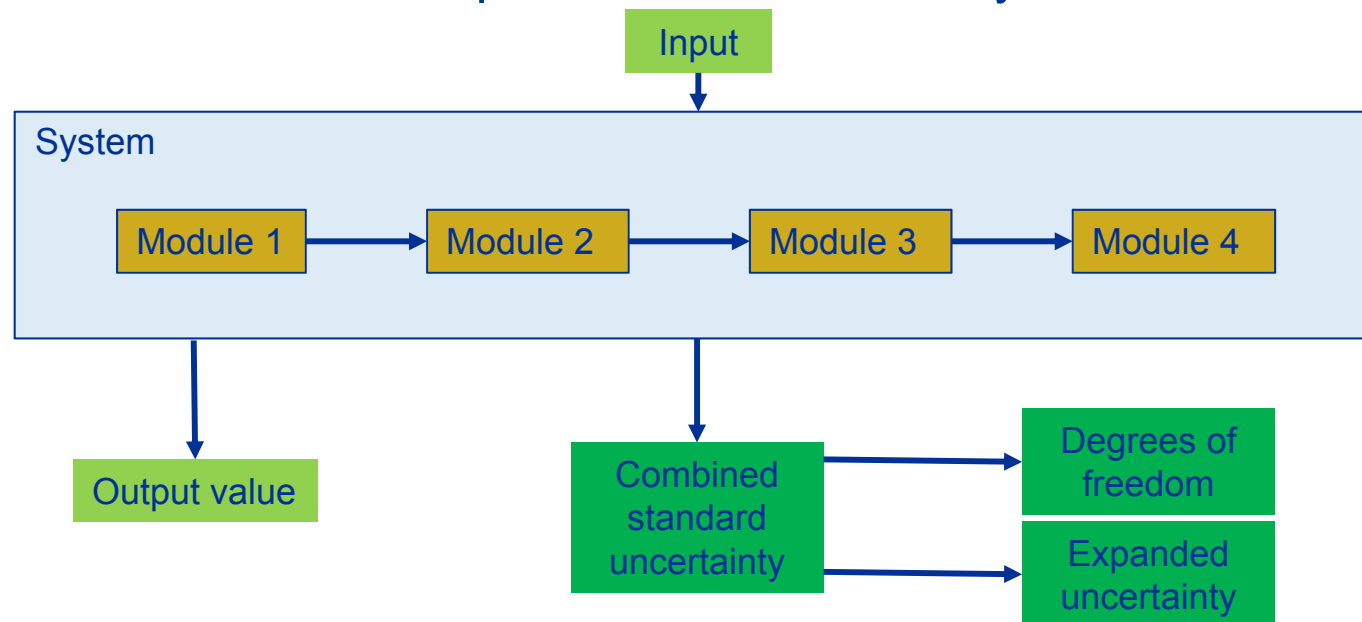 Input
System
Module 1
Module 2
Module 3
Module 4
Output value
Combined
standard
uncertainty
Degrees of
freedom
Expanded
uncertainty